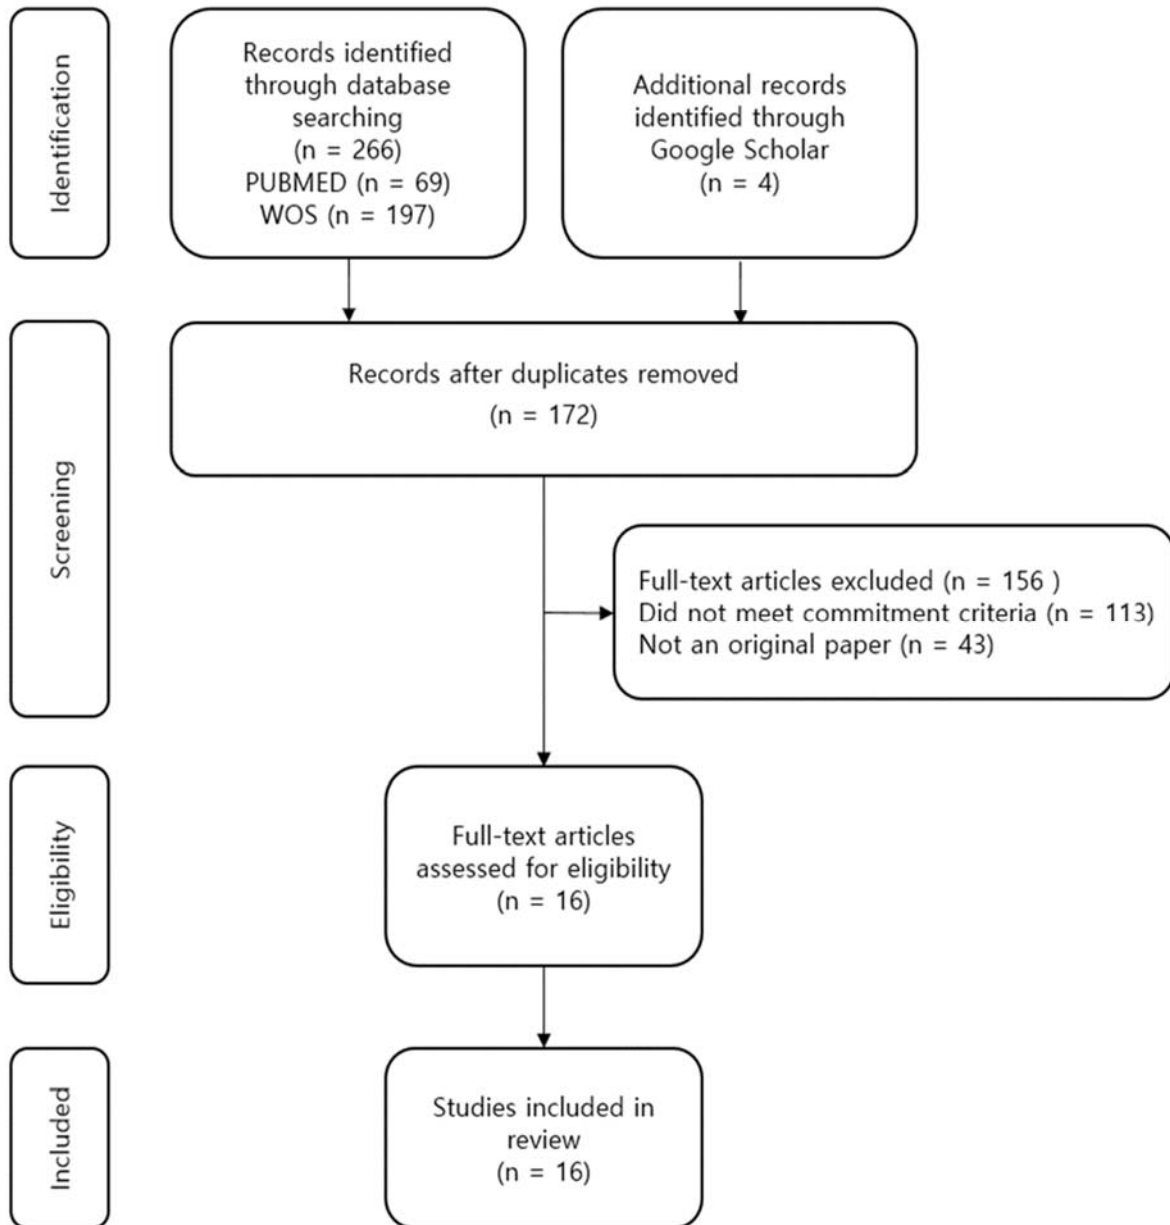 Identification
Records identified
through database
searching
(n = 266)
PUBMED (n = 69)
WOS (n = 197)
Additional records
identified through
Google Scholar
(n = 4)
Screening
Records after duplicates removed
(n = 172)
Full-text articles excluded (n = 156 )
Did not meet commitment criteria (n = 113)
Not an original paper (n = 43)
Eligibility
Full-text articles
assessed for eligibility
(n = 16)
Included
Studies included in
review
(n = 16)